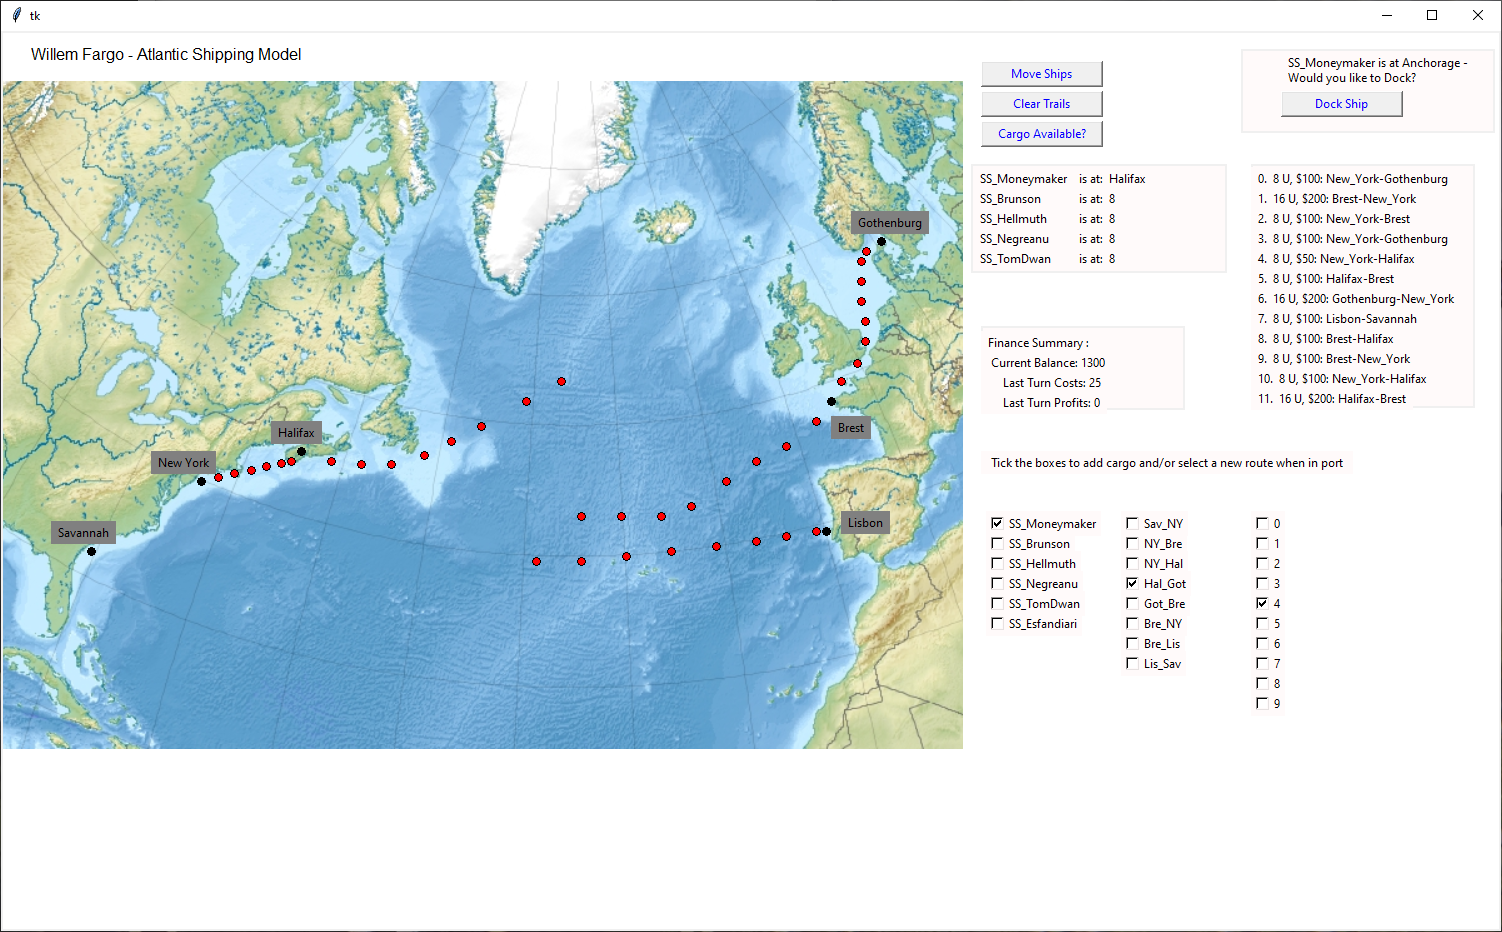 tk
Willem Fargo - Atlantic Shipping Model
Move Ships
Clear Trails
Cargo Available?
SS_Moneymaker is at Anchorage -
Would you like to Dock?
Dock Ship
SS_Moneymaker is at: Halifax
SS_Brunson is at: 8
SS_Hellmuth is at: 8
SS_Negreanu is at: 8
SS_TomDwan is at: 8
0. 8 U, $100: New_York-Gothenburg
1. 16 U, $200: Brest-New_York
2. 8 U, $100: New_York-Brest
3. 8 U, $100: New_York-Gothenburg
4. 8 U, $50: New_York-Halifax
5. 8 U, $100: Halifax-Brest
6. 16 U, $200: Gothenburg-New_York
7. 8 U, $100: Lisbon-Savannah
8. 8 U, $100: Brest-Halifax
9. 8 U, $100: Brest-New_York
10. 8 U, $100: New_York-Halifax
11. 16 U, $200: Halifax-Brest
Gothenburg
Halifax
Brest
New York
Savannah
Lisbon
Finance Summary :
Current Balance: 1300
Last Turn Costs: 25
Last Turn Profits: 0
Tick the boxes to add cargo and/or select a new route when in port
SS_Moneymaker
SS_Brunson
SS_Hellmuth
SS_Negreanu
SS_TomDwan
SS_Esfandiari
Sav_NY
NY_Bre
NY_Hal
Hal_Got
Got_Bre
Bre_NY
Bre_Lis
Lis_Sav
0
1
2
3
4
5
6
7
8
9